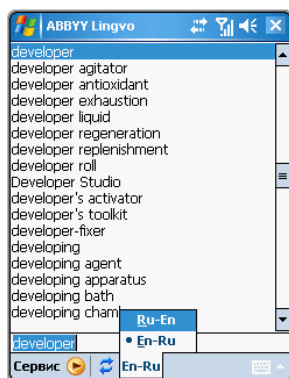 ABBYY Lingvo
developer
developer agitator
developer antioxidant
developer exhaustion
developer liquid
developer regeneration
developer replenishment
developer roll
Developer Studio
developer's activator
developer's toolkit
developer-fixer
developing
developing agent
developing apparatus
developing bath
developing cham
Ru-En
En-Ru
developer
Сервис
En-Ru